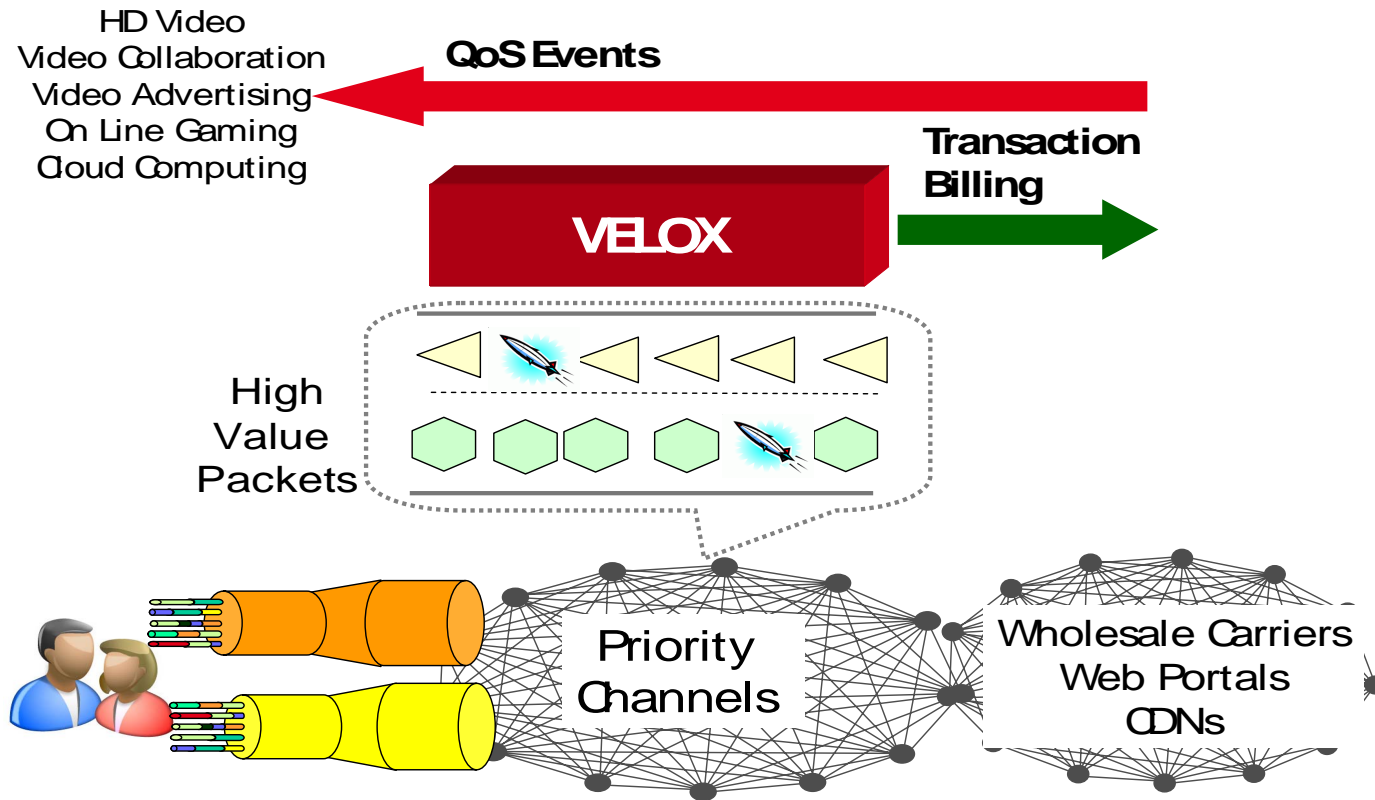 HD Video
Video Collaboration
Video Advertising
On Line Gaming
Cloud Computing
QoS Events
Transaction
Billing
VELOX
High
Value
Packets
Priority
Channels
Wholesale Carriers
Web Portals
CDNs